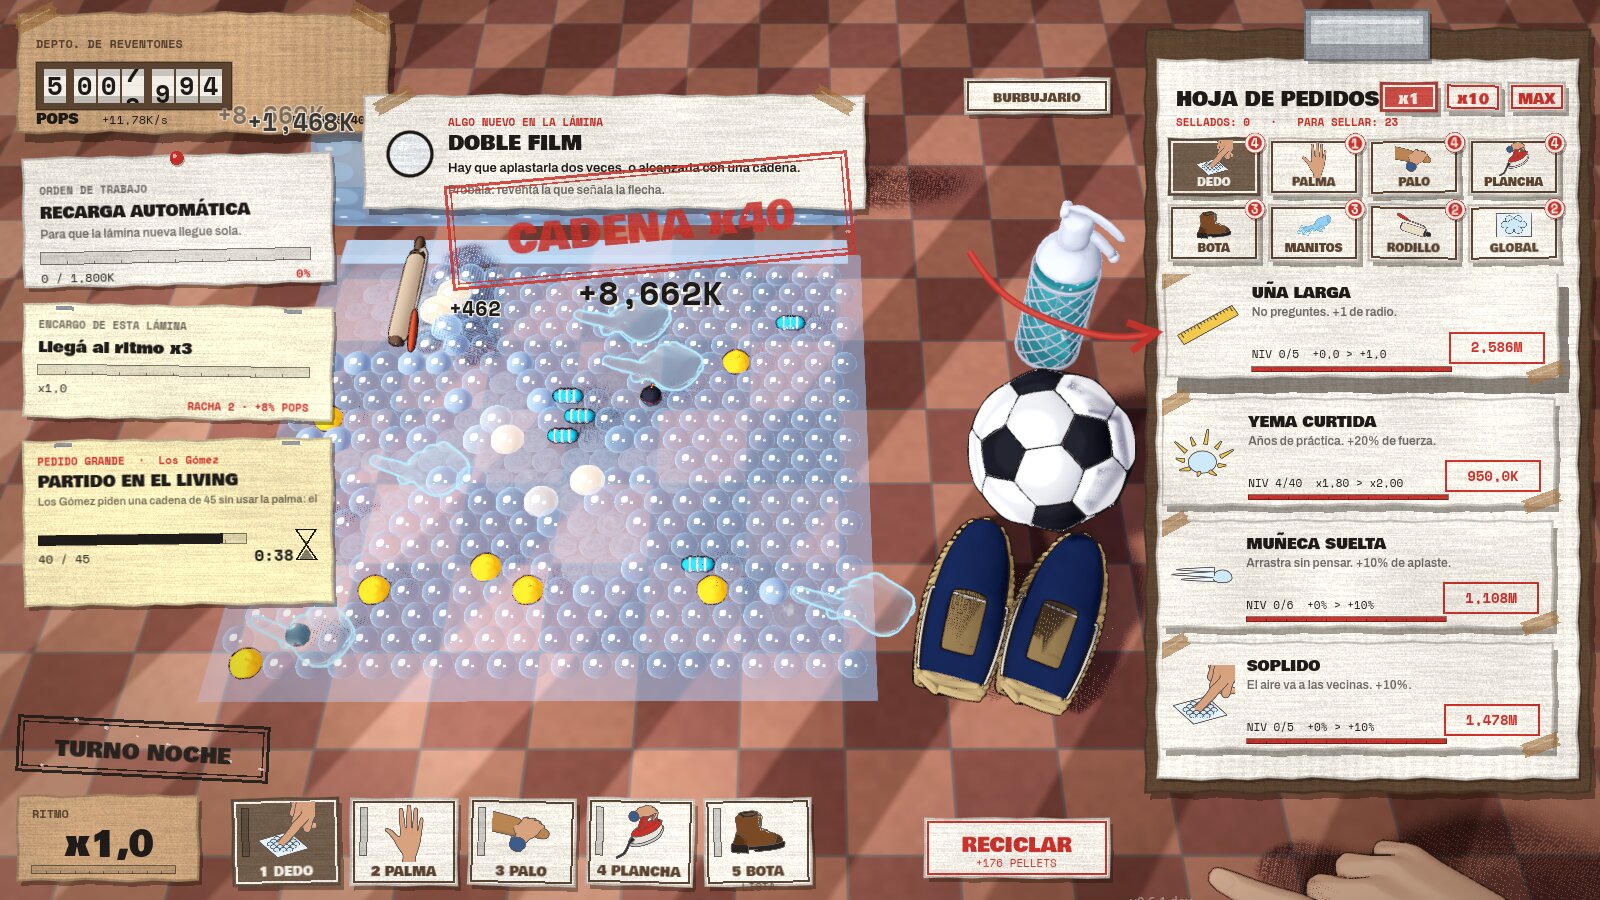 DEPTO. DE REVENTONES
POPS +11,78K/s
+1,468K
ORDEN DE TRABAJO
RECARGA AUTOMÁTICA
Para que la lámina nueva llegue sola.
0 / 1.800K 0%
ENCARGO DE ESTA LÁMINA
Llegá al ritmo x3
x1,0
RACHA 2 · +8% POPS
PEDIDO GRANDE · Los Gómez
PARTIDO EN EL LIVING
Los Gómez piden una cadena de 45 sin usar la palma: el
40 / 45 0:38
TURNO NOCHE
RITMO
x1,0
ALGO NUEVO EN LA LÁMINA
DOBLE FILM
Hay que aplastarla dos veces, o alcanzarla con una cadena.
Probala: reventá la que señala la flecha.
CADENA x40
+8,662K
+462
BURBUJARIO
1 DEDO
2 PALMA
3 PALO
4 PLANCHA
5 BOTA
RECICLAR
+176 PELLETS
HOJA DE PEDIDOS x1 x10 MAX
SELLADOS: 0 · PARA SELLAR: 23
4 1 4 4
DEDO PALMA PALO PLANCHA
3 3 2 2
BOTA MANITOS RODILLO GLOBAL
UÑA LARGA
No preguntes. +1 de radio.
NIV 0/5 +0,0 > +1,0
2,586M
YEMA CURTIDA
Años de práctica. +20% de fuerza.
NIV 4/40 x1,80 > x2,00
950,0K
MUÑECA SUELTA
Arrastra sin pensar. +10% de aplaste.
NIV 0/6 +0% > +10%
1,108M
SOPLIDO
El aire va a las vecinas. +10%.
NIV 0/5 +0% > +10%
1,478M